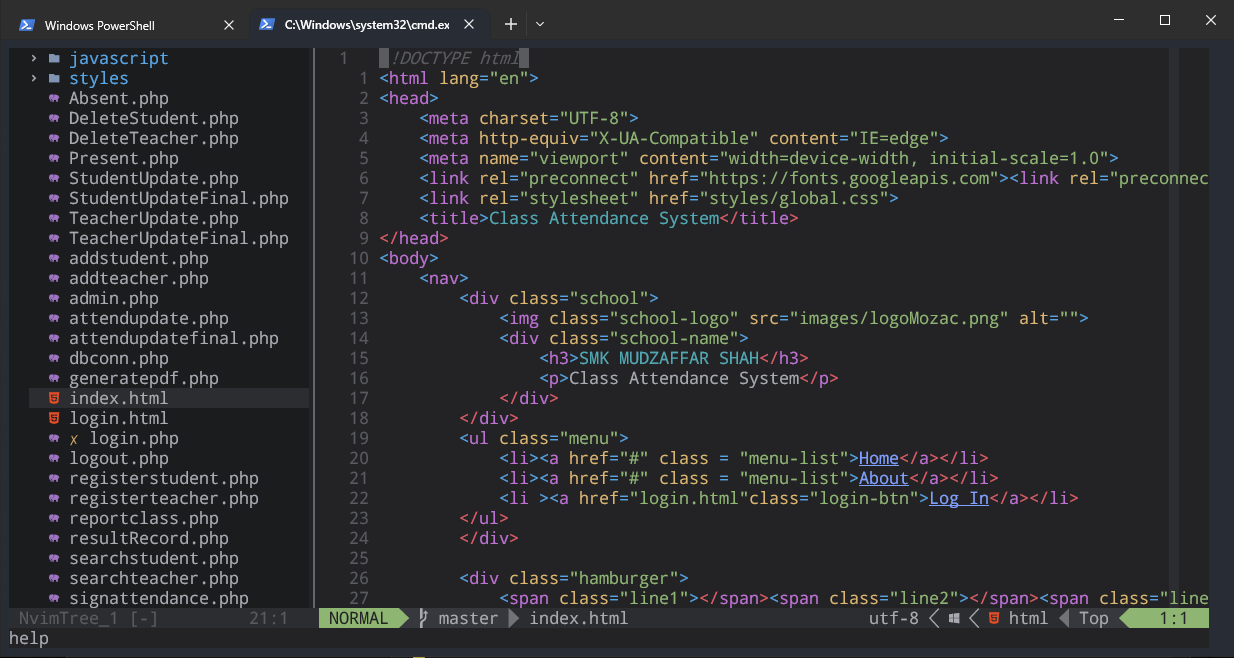 Windows PowerShell
C:\Windows\system32\cmd.ex
javascript
styles
Absent.php
DeleteStudent.php
DeleteTeacher.php
Present.php
StudentUpdate.php
StudentUpdateFinal.php
TeacherUpdate.php
TeacherUpdateFinal.php
addstudent.php
addteacher.php
admin.php
attendupdate.php
attendupdatefinal.php
dbconn.php
generatepdf.php
index.html
login.html
x login.php
logout.php
registerstudent.php
registerteacher.php
reportclass.php
resultRecord.php
searchstudent.php
searchteacher.php
signattendance.php
1 !DOCTYPE html
1 <html lang="en">
2 <head>
3 <meta charset="UTF-8">
4 <meta http-equiv="X-UA-Compatible" content="IE=edge">
5 <meta name="viewport" content="width=device-width, initial-scale=1.0">
6 <link rel="preconnect" href="https://fonts.googleapis.com"><link rel="preconnec
7 <link rel="stylesheet" href="styles/global.css">
8 <title>Class Attendance System</title>
9 </head>
10 <body>
11 <nav>
12 <div class="school">
13 <img class="school-logo" src="images/logoMozac.png" alt="">
14 <div class="school-name">
15 <h3>SMK MUDZAFFAR SHAH</h3>
16 <p>Class Attendance System</p>
17 </div>
18 </div>
19 <ul class="menu">
20 <li><a href="#" class = "menu-list">Home</a></li>
21 <li><a href="#" class = "menu-list">About</a></li>
22 <li ><a href="login.html"class="login-btn">Log In</a></li>
23 </ul>
24 </div>
25
26 <div class="hamburger">
27 <span class="line1"></span><span class="line2"></span><span class="line
NvimTree_1 [-] 21:1
NORMAL master index.html utf-8 html Top 1:1
help